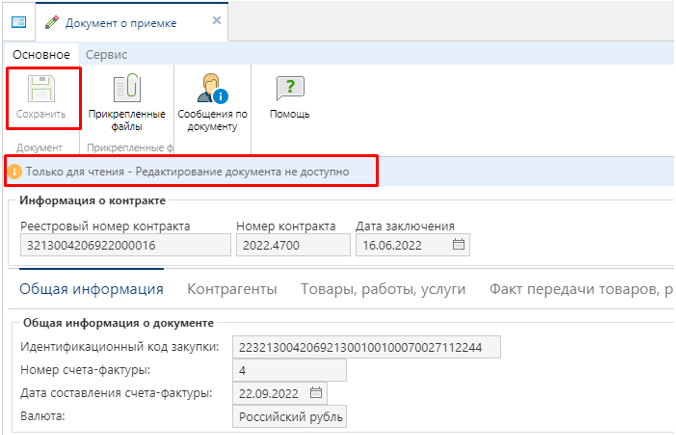 Документ о приемке ×
Основное Сервис
Сохранить Прикрепленные файлы Сообщения по документу Помощь
Документ Прикрепленные ф
Только для чтения - Редактирование документа не доступно
Информация о контракте
Реестровый номер контракта Номер контракта Дата заключения
3213004206922000016 2022.4700 16.06.2022
Общая информация Контрагенты Товары, работы, услуги Факт передачи товаров, р
Общая информация о документе
Идентификационный код закупки: 223213004206921300100100070027112244
Номер счета-фактуры: 4
Дата составления счета-фактуры: 22.09.2022
Валюта: Российский рубль